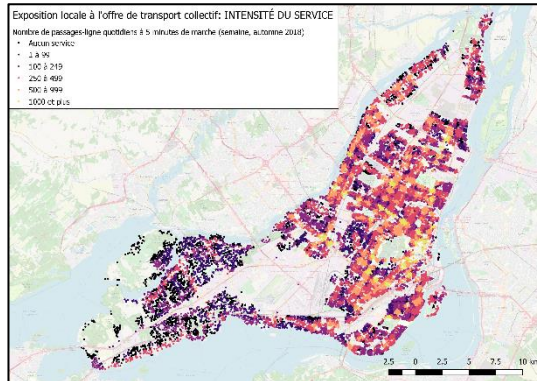 Exposition locale à l'offre de transport collectif: INTENSITÉ DU SERVICE
Nombre de passages-ligne quotidiens à 5 minutes de marche (semaine, automne 2018)
Aucun service
1 à 99
100 à 249
250 à 499
500 à 999
1000 et plus
2.5 0 2.5 5 7.5 10 km